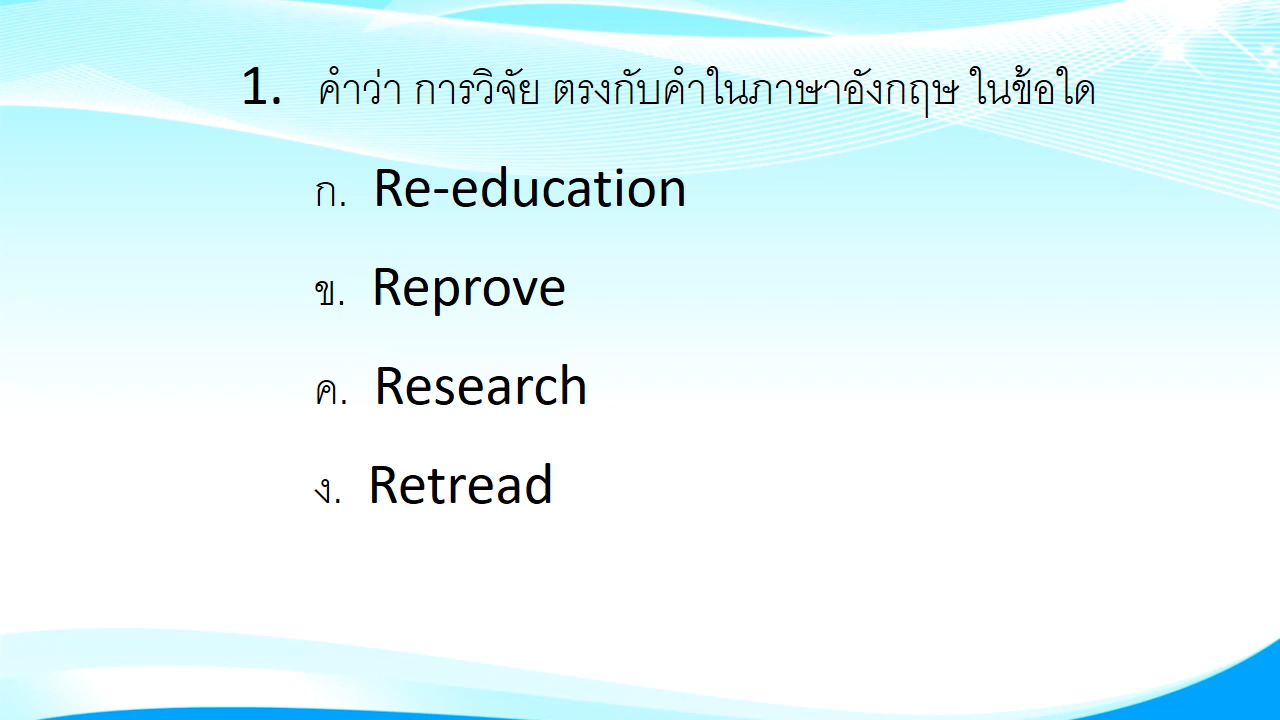 1. คำว่า การวิจัย ตรงกับคำในภาษาอังกฤษ ในข้อใด
ก. Re-education
ข. Reprove
ค. Research
ง. Retread